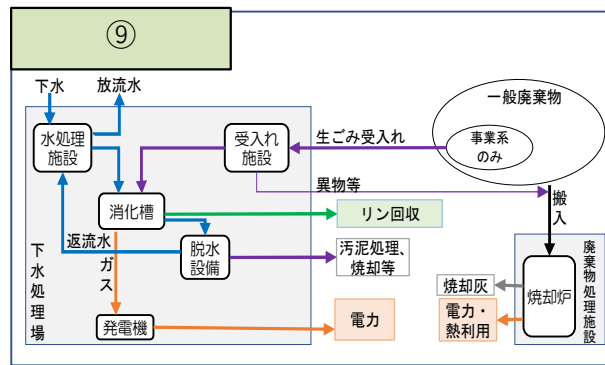 ⑨
下水
放流水
一般廃棄物
水処理
施設
受入れ
施設
生ごみ受入れ
事業系
のみ
異物等
搬入
消化槽
リン回収
返流水
ガス
脱水
設備
汚泥処理、
焼却等
下水処理場
発電機
電力
焼却灰
電力・
熱利用
焼却炉
廃棄物処理施設